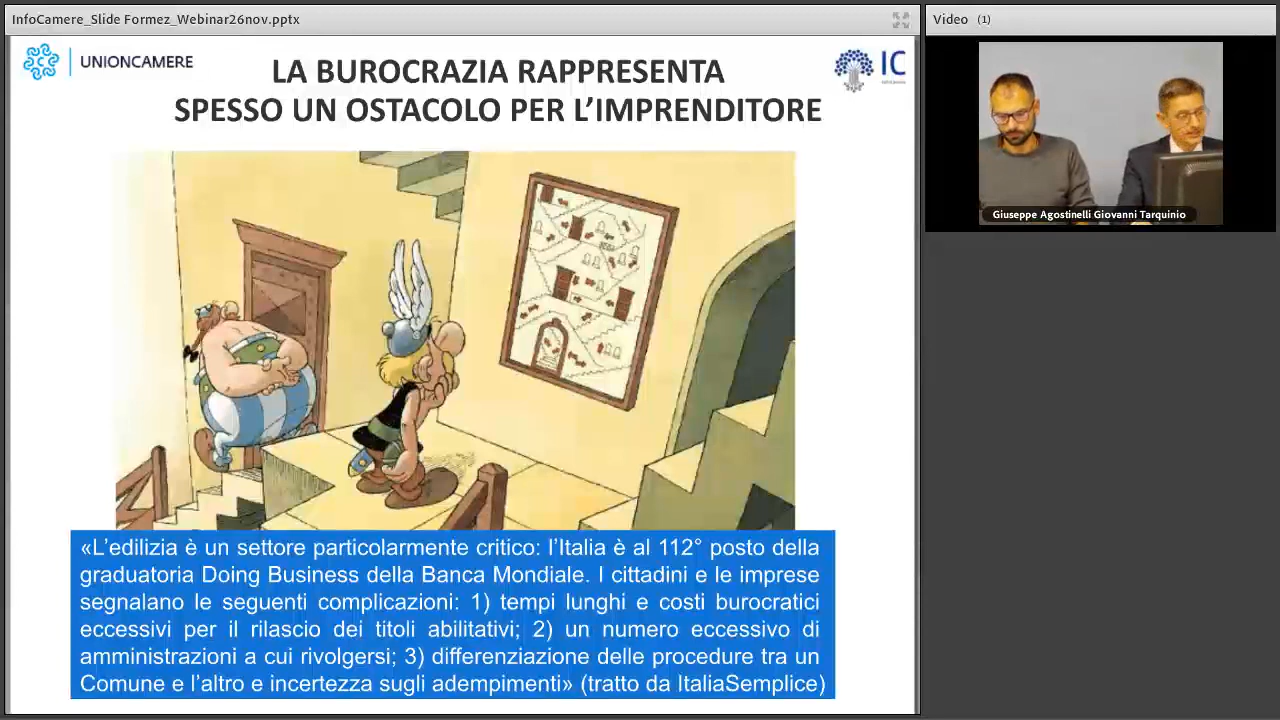 InfoCamere_Slide Formez_Webinar26nov.pptx
Video (1)
UNIONCAMERE
IC
LA BUROCRAZIA RAPPRESENTA
SPESSO UN OSTACOLO PER L’IMPRENDITORE
Giuseppe Agostinelli Giovanni Tarquinio
«L’edilizia è un settore particolarmente critico: l’Italia è al 112° posto della
graduatoria Doing Business della Banca Mondiale. I cittadini e le imprese
segnalano le seguenti complicazioni: 1) tempi lunghi e costi burocratici
eccessivi per il rilascio dei titoli abilitativi; 2) un numero eccessivo di
amministrazioni a cui rivolgersi; 3) differenziazione delle procedure tra un
Comune e l’altro e incertezza sugli adempimenti» (tratto da ItaliaSemplice)